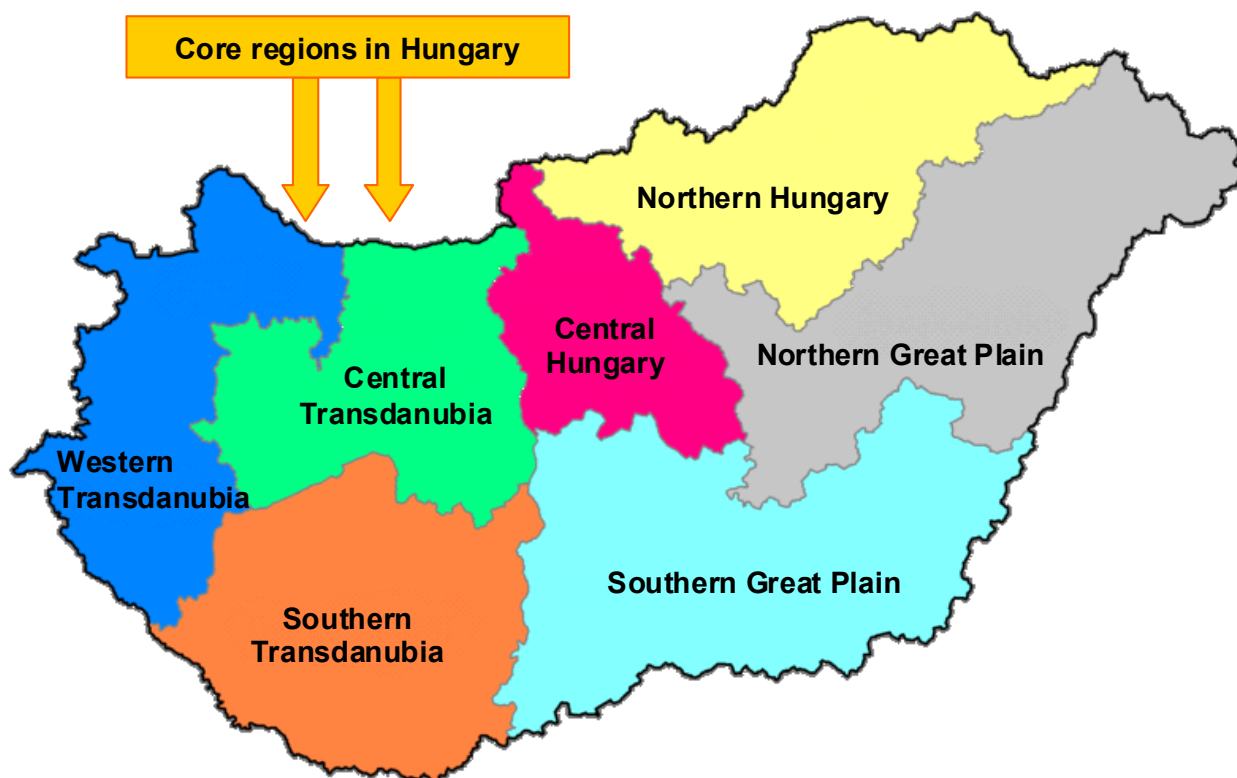 Core regions in Hungary
Northern Hungary
Central
Hungary
Northern Great Plain
Central
Transdanubia
Western
Transdanubia
Southern Great Plain
Southern
Transdanubia